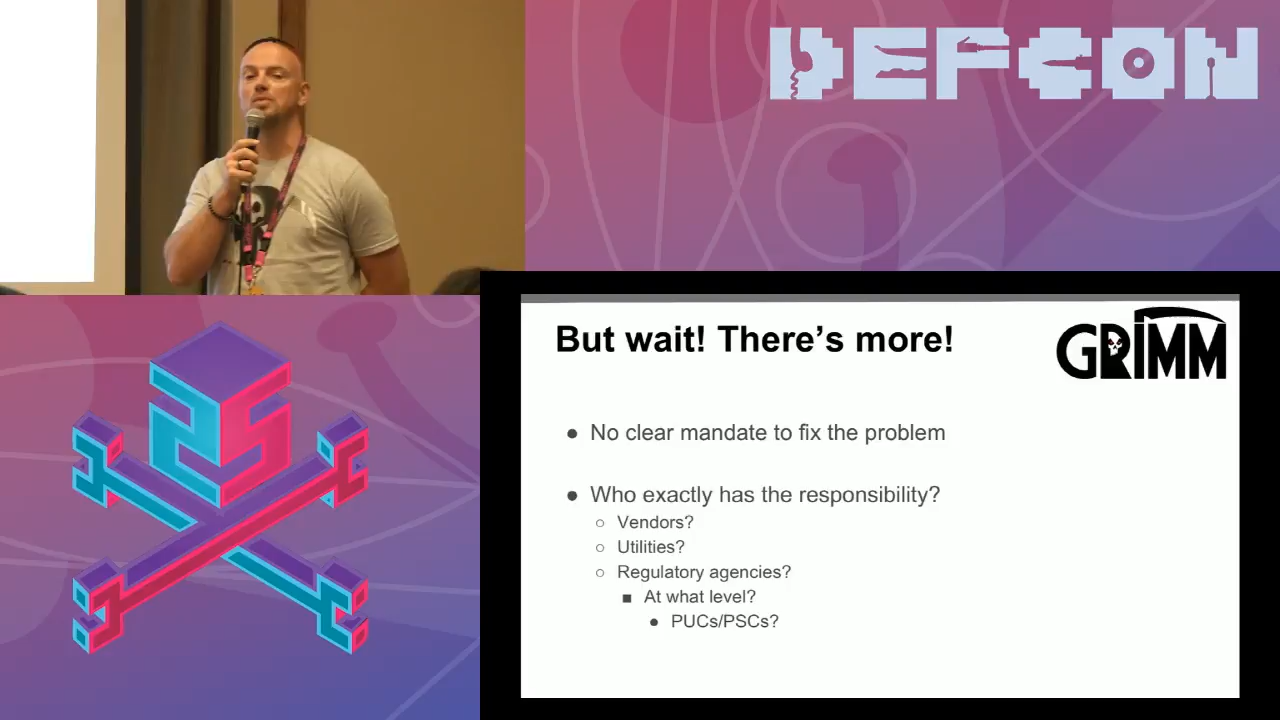 DEFCON
But wait! There’s more!
GRIMM
● No clear mandate to fix the problem
● Who exactly has the responsibility?
○ Vendors?
○ Utilities?
○ Regulatory agencies?
■ At what level?
● PUCs/PSCs?
25